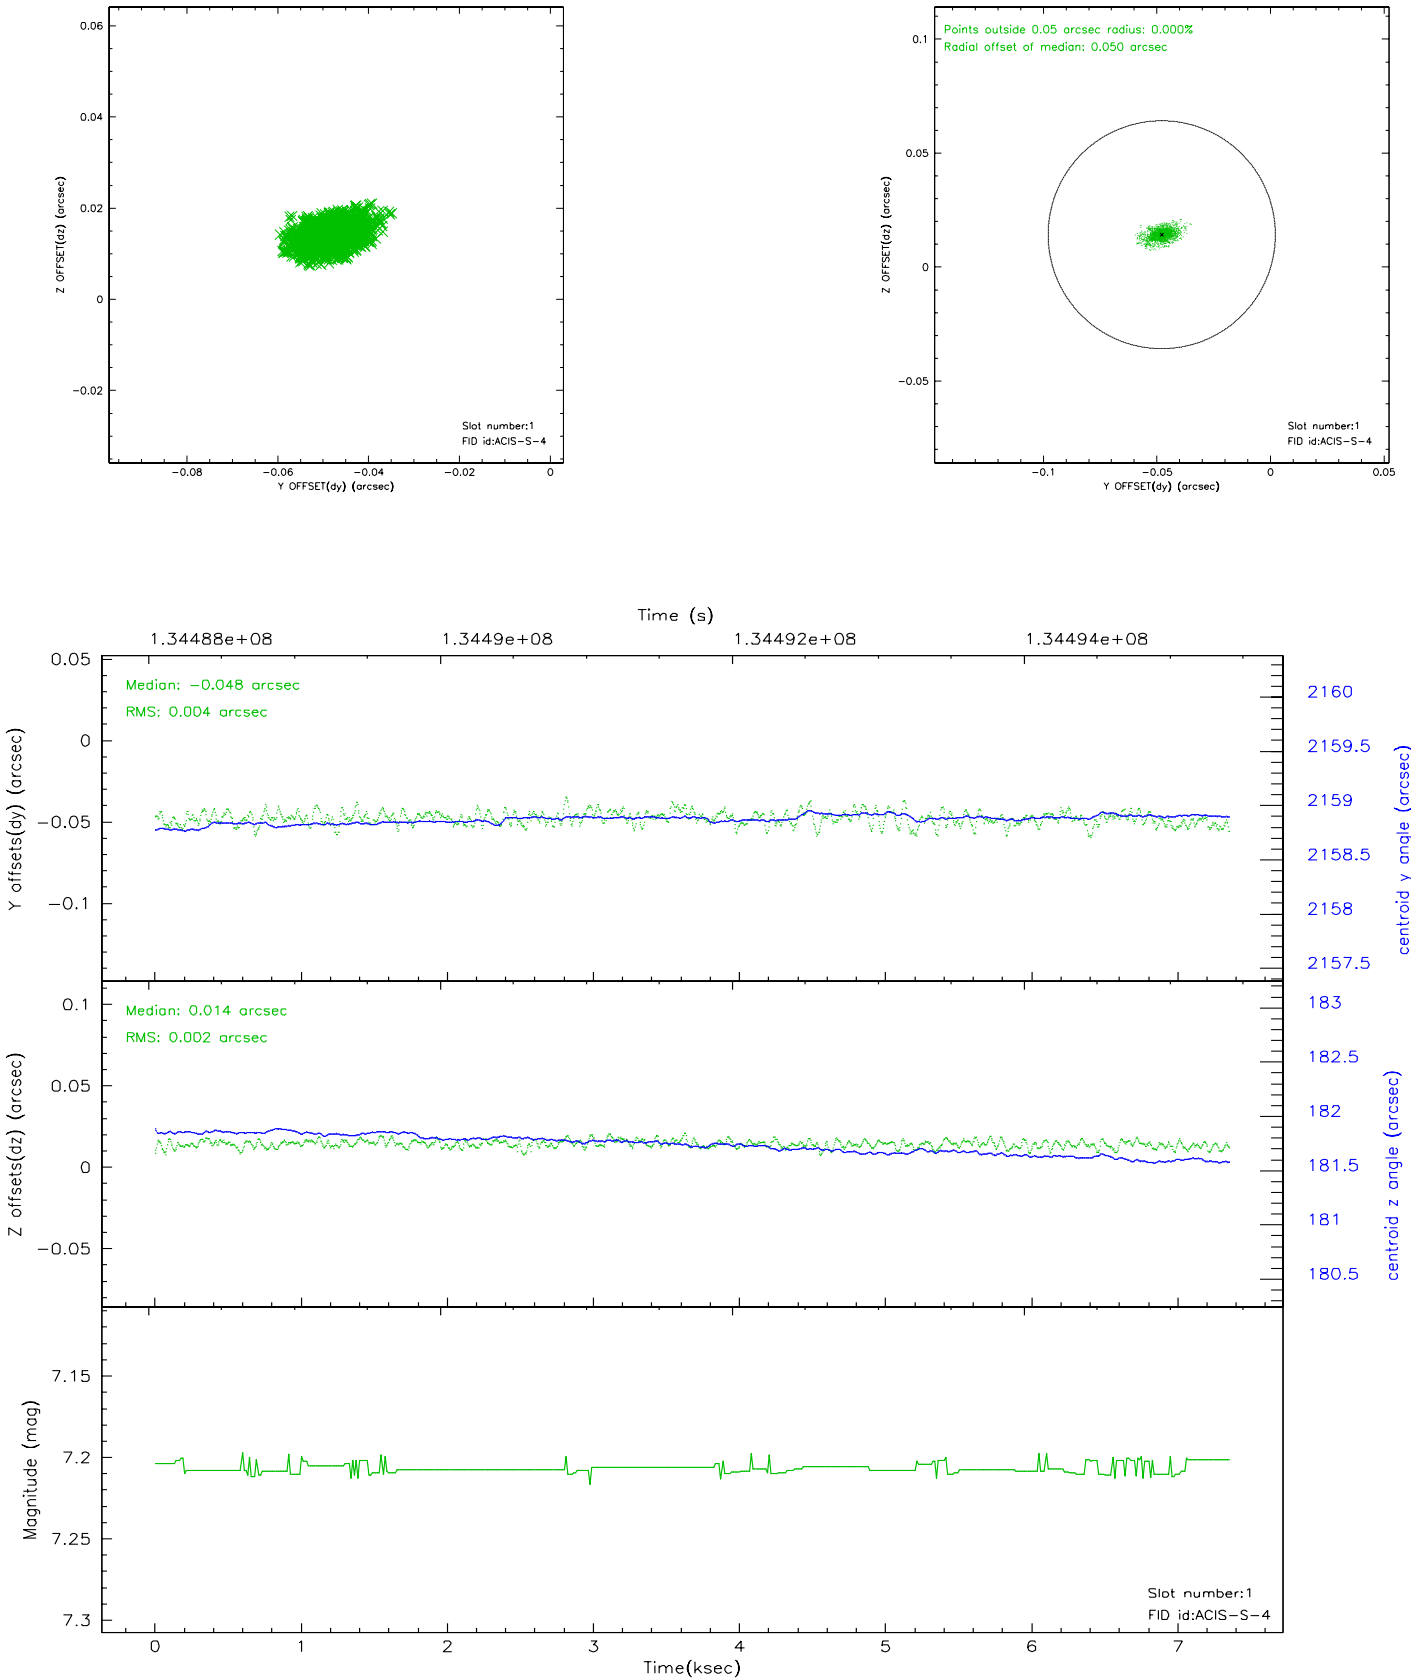 0.06
0.04
0.02
0
−0.02
Z OFFSET(dz) (arcsec)
Slot number:1
FID id:ACIS−S−4
−0.08 −0.06 −0.04 −0.02 0
Y OFFSET(dy) (arcsec)
Points outside 0.05 arcsec radius: 0.000%
Radial offset of median: 0.050 arcsec
0.1
0.05
0
−0.05
Z OFFSET(dz) (arcsec)
Slot number:1
FID id:ACIS−S−4
−0.1 −0.05 0 0.05
Y OFFSET(dy) (arcsec)
Time (s)
1.34488e+08 1.3449e+08 1.34492e+08 1.34494e+08
Median: −0.048 arcsec
RMS: 0.004 arcsec
0.05
0
−0.05
−0.1
Y offsets(dy) (arcsec)
2160
2159.5
2159
2158.5
2158
2157.5
centroid y angle (arcsec)
Median: 0.014 arcsec
RMS: 0.002 arcsec
0.1
0.05
0
−0.05
Z offsets(dz) (arcsec)
183
182.5
182
181.5
181
180.5
centroid z angle (arcsec)
7.15
7.2
7.25
7.3
Magnitude (mag)
Slot number:1
FID id:ACIS−S−4
0 1 2 3 4 5 6 7
Time(ksec)